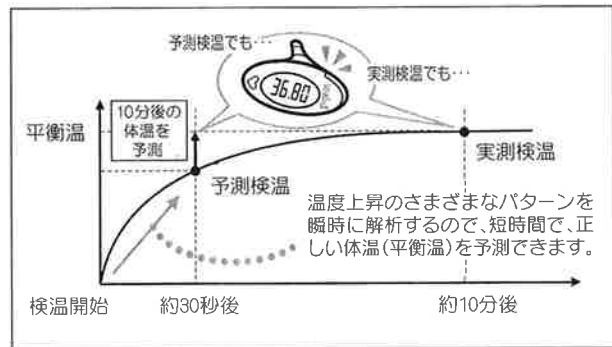 予測検温でも…
実測検温でも…
36.80
10分後の
体温を
予測
平衡温
実測検温
予測検温
温度上昇のさまざまなパターンを
瞬時に解析するので、短時間で、正
しい体温(平衡温)を予測できます。
検温開始
約30秒後
約10分後